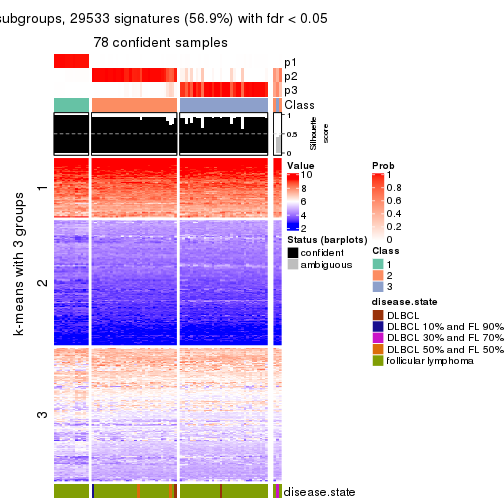 subgroups, 29533 signatures (56.9%) with fdr < 0.05
78 confident samples
p1
p2
p3
Class
1
0.5
0
Silhouette
score
k-means with 3 groups
1
2
3
Value
10
8
6
4
2
Status (barplots)
confident
ambiguous
Prob
1
0.8
0.6
0.4
0.2
0
Class
1
2
3
disease.state
DLBCL
DLBCL 10% and FL 90%
DLBCL 30% and FL 70%
DLBCL 50% and FL 50%
follicular lymphoma
disease.state